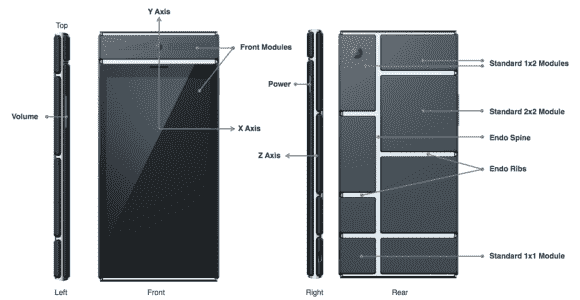 Y Axis
Top
Front Modules
Standard 1x2 Modules
Power
Volume
Standard 2x2 Module
X Axis
Endo Spine
Z Axis
Endo Ribs
Standard 1x1 Module
Left
Front
Right
Rear